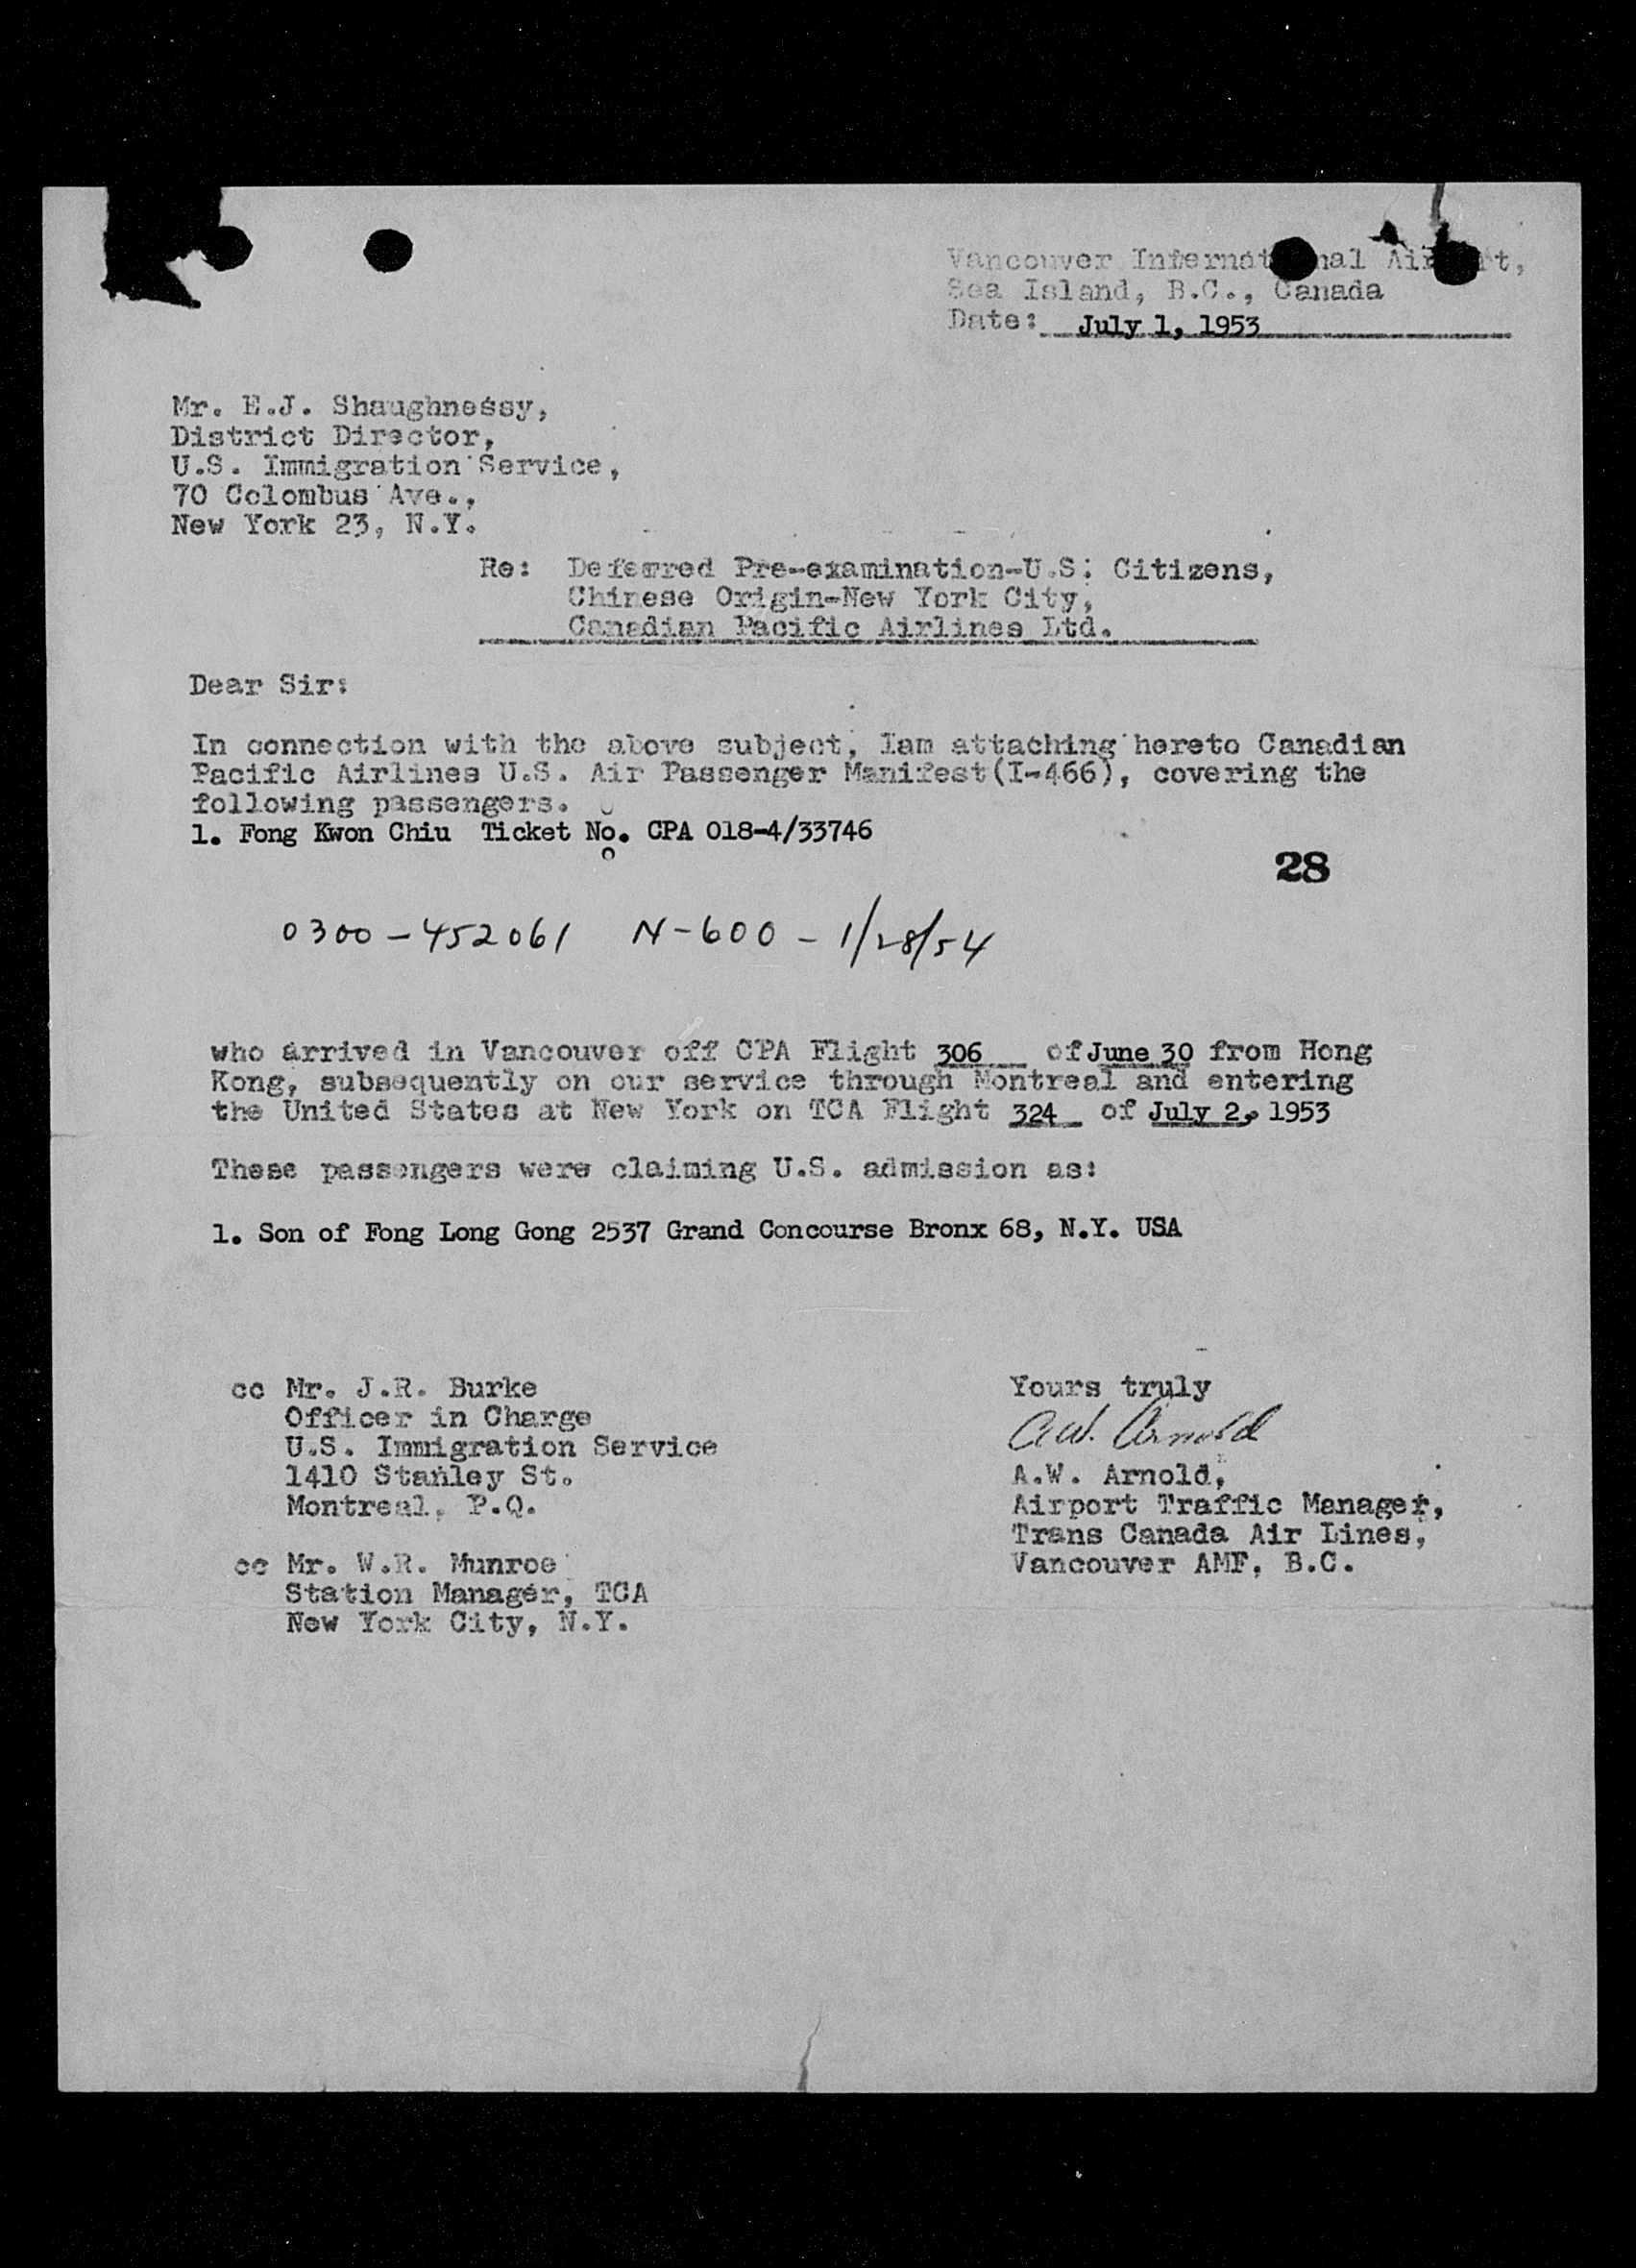 Vancouver International Airport,
Sea Island, B.C., Canada
Date: July 1, 1953
Mr. E.J. Shaughnessy,
District Director,
U.S. Immigration Service,
70 Colombus Ave.,
New York 23, N.Y.
Re: Deferred Pre-examination-U.S. Citizens,
Chinese Origin-New York City,
Canadian Pacific Airlines Ltd.
Dear Sir:
In connection with the above subject, Iam attaching hereto Canadian
Pacific Airlines U.S. Air Passenger Manifest(I-466), covering the
following passengers.
1. Fong Kwon Chiu Ticket No. CPA 018-4/33746
28
0300-452061 N-600-1/28/54
who arrived in Vancouver off CPA Flight 306 of June 30 from Hong
Kong, subsequently on our service through Montreal and entering
the United States at New York on TCA Flight 324 of July 2, 1953
These passengers were claiming U.S. admission as:
1. Son of Fong Long Gong 2537 Grand Concourse Bronx 68, N.Y. USA
cc Mr. J.R. Burke
Officer in Charge
U.S. Immigration Service
1410 Stanley St.
Montreal, P.Q.
cc Mr. W.R. Munroe
Station Manager, TCA
New York City, N.Y.
Yours truly
A.W. Arnold
A.W. Arnold,
Airport Traffic Manager,
Trans Canada Air Lines,
Vancouver AMF, B.C.